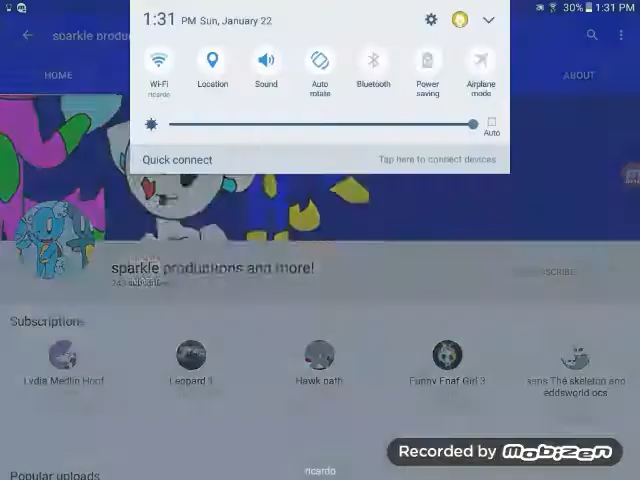 30% 1:31 PM
1:31 PM Sun, January 22
sparkle produ
HOME
ABOUT
Wi-Fi
ricardo
Location
Sound
Auto rotate
Bluetooth
Power saving
Airplane mode
Auto
Quick connect
Tap here to connect devices
sparkle productions and more!
Subscriptions
Lydia Medlin Hoof
Leopard 1
Hawk path
Funny Fnaf Girl 3
sans The skeleton and eddsworld ocs
Recorded by Mobizen
ricardo
Popular uploads